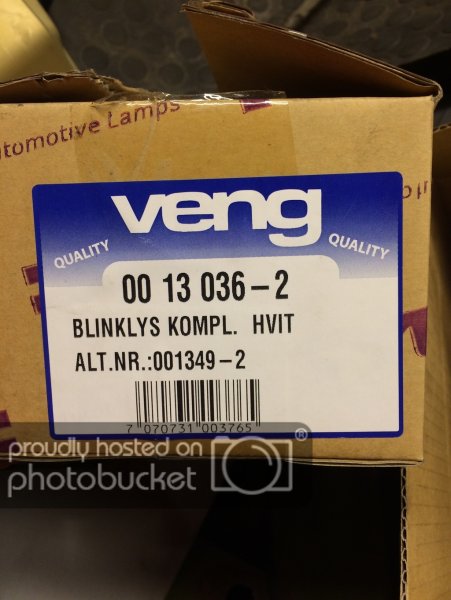 utomotive Lamps
veng
QUALITY
QUALITY
00 13 036-2
BLINKLYS KOMPL. HVIT
ALT.NR.:001349-2
7 070731 003765
proudly hosted on
photobucket